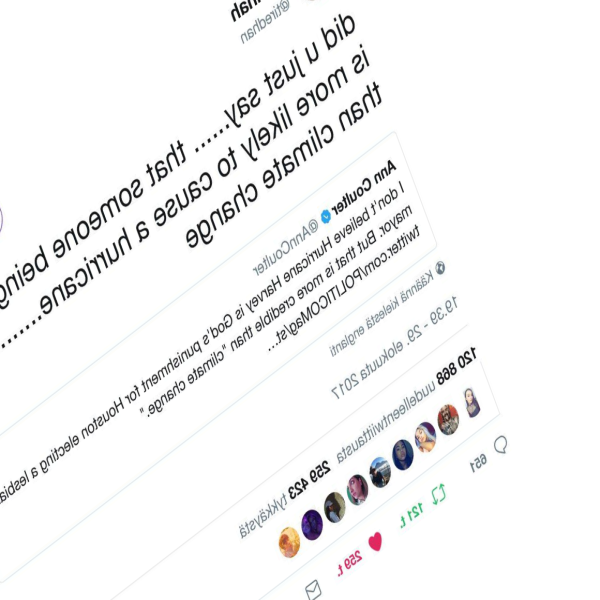 nah
@tiredhan
did u just say...... that someone being
is more likely to cause a hurricane.......
than climate change
Ann Coulter @AnnCoulter
I don't believe Hurricane Harvey is God's punishment for Houston electing a lesbia
mayor. But that is more credible than "climate change."
twitter.com/POLITICOMag/st…
Käännä kielestä englanti
19.39 - 29. elokuuta 2017
120 868 uudelleentwiittausta 259 423 tykkäystä
651 121 t. 259 t.